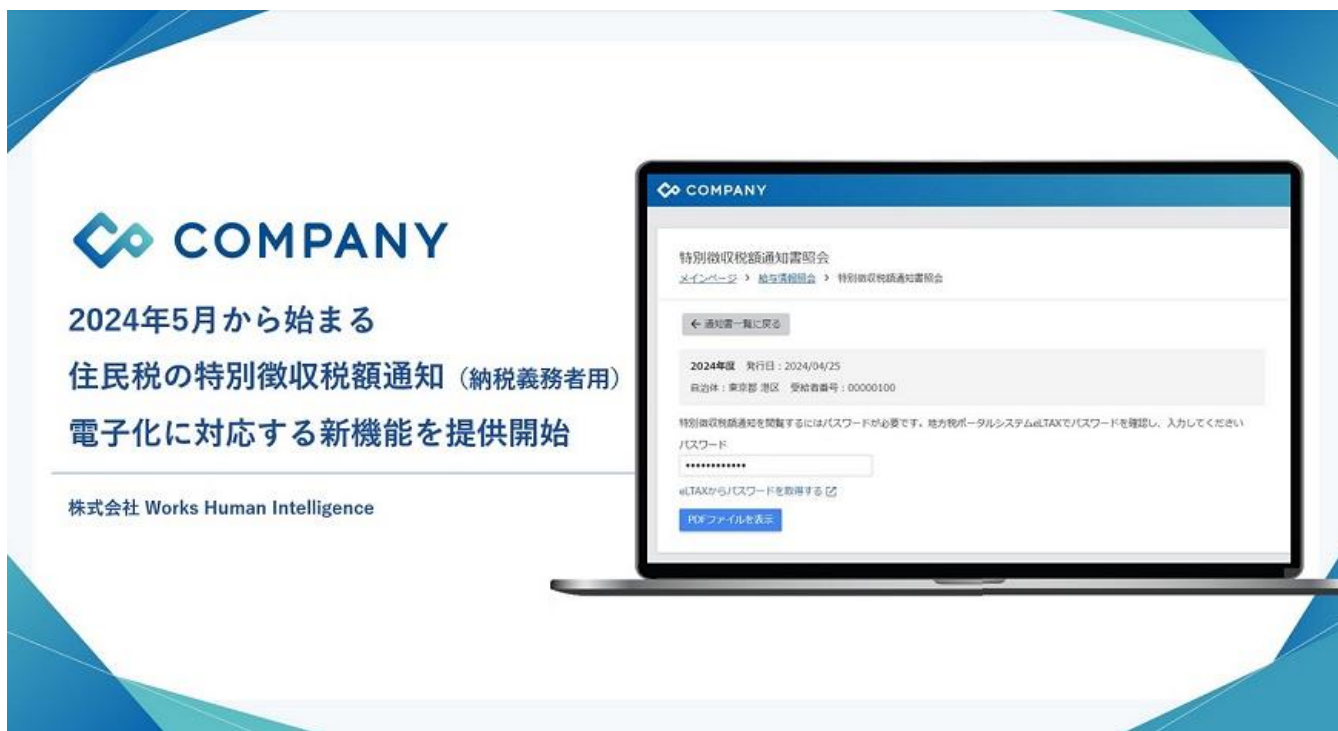 COMPANY
2024年5月から始まる
住民税の特別徴収税額通知（納税義務者用）
電子化に対応する新機能を提供開始
株式会社 Works Human Intelligence
COMPANY
特別徴収税額通知書照会
メインページ > 給与情報照会 > 特別徴収税額通知書照会
← 通知書一覧に戻る
2024年度 発行日：2024/04/25
自治体：東京都 港区 受給者番号：00000100
特別徴収税額通知を閲覧するにはパスワードが必要です。地方税ポータルシステムeLTAXでパスワードを確認し、入力してください
パスワード
••••••••••••
eLTAXからパスワードを取得する
PDFファイルを表示